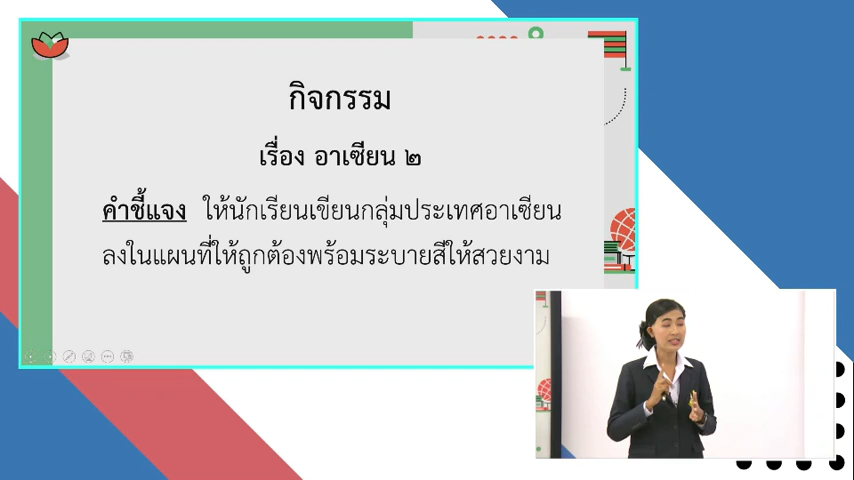 กิจกรรม
เรื่อง อาเซียน ๒
คำชี้แจง ให้นักเรียนเขียนกลุ่มประเทศอาเซียน
ลงในแผนที่ให้ถูกต้องพร้อมระบายสีให้สวยงาม